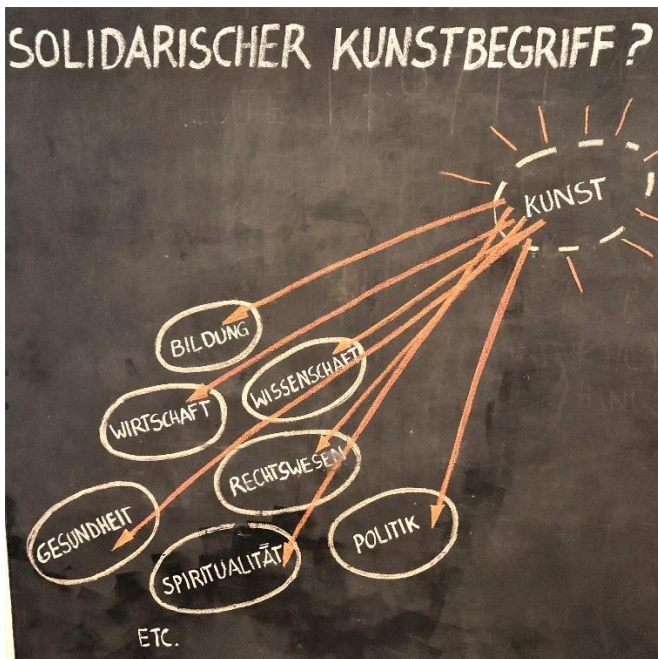 SOLIDARISCHER KUNSTBEGRIFF?
KUNST
BILDUNG
WISSENSCHAFT
WIRTSCHAFT
RECHTSWESEN
GESUNDHEIT
POLITIK
SPIRITUALITÄT
ETC.